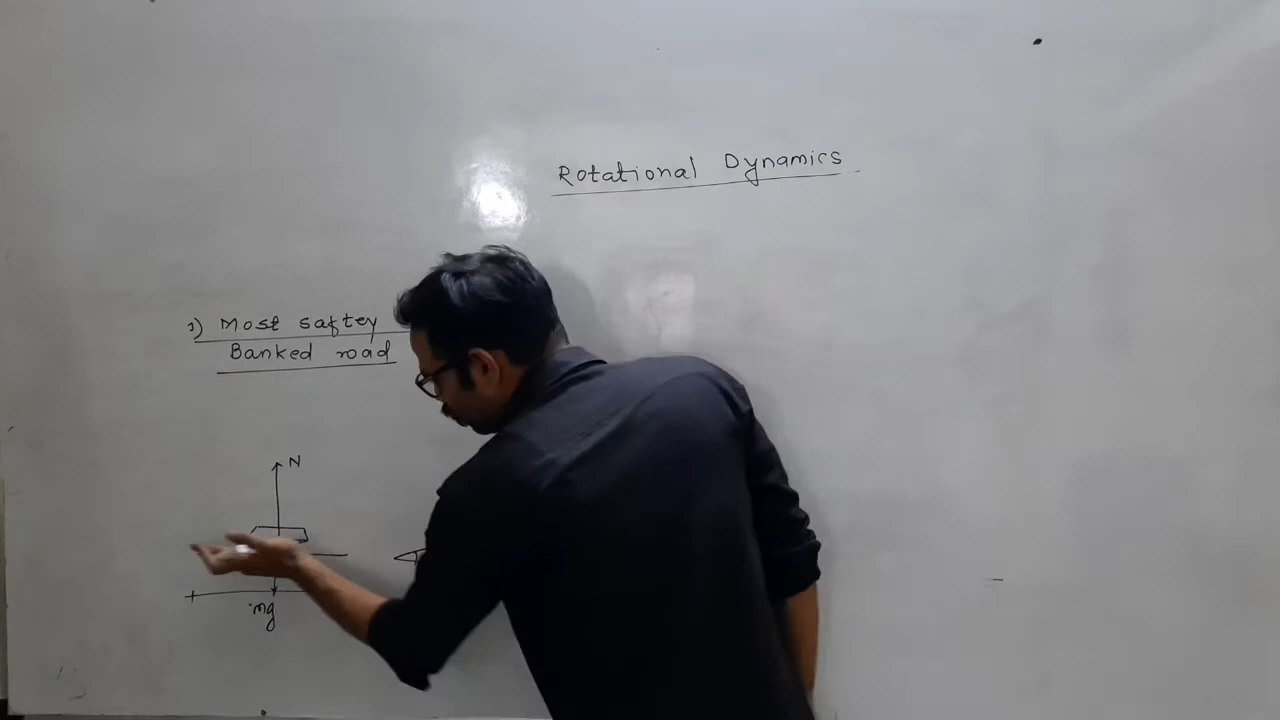 Rotational Dynamics
1) Most saftey
Banked road
N
mg